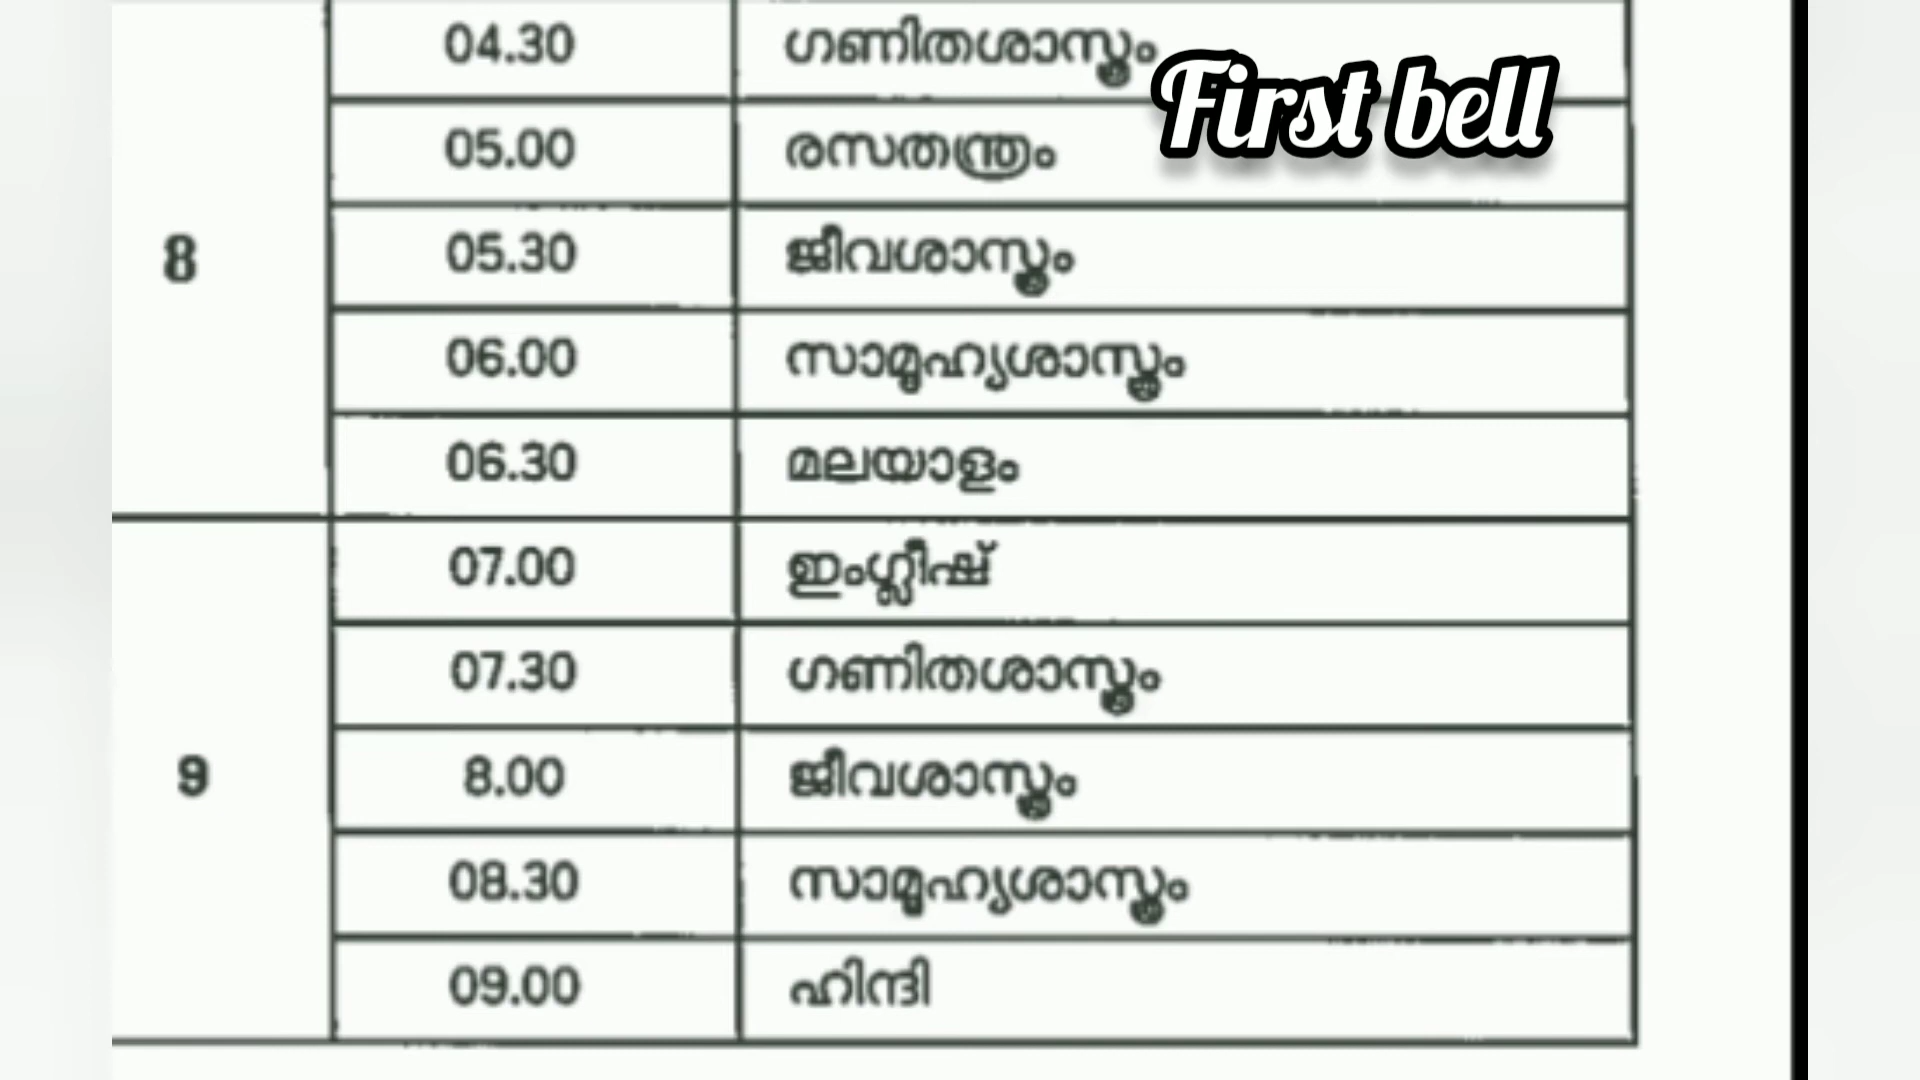 04.30 ഗണിതശാസ്ത്രം
First bell
05.00 രസതന്ത്രം
05.30 ജീവശാസ്ത്രം
8
06.00 സാമൂഹ്യശാസ്ത്രം
06.30 മലയാളം
07.00 ഇംഗ്ലീഷ്
07.30 ഗണിതശാസ്ത്രം
9
8.00 ജീവശാസ്ത്രം
08.30 സാമൂഹ്യശാസ്ത്രം
09.00 ഹിന്ദി